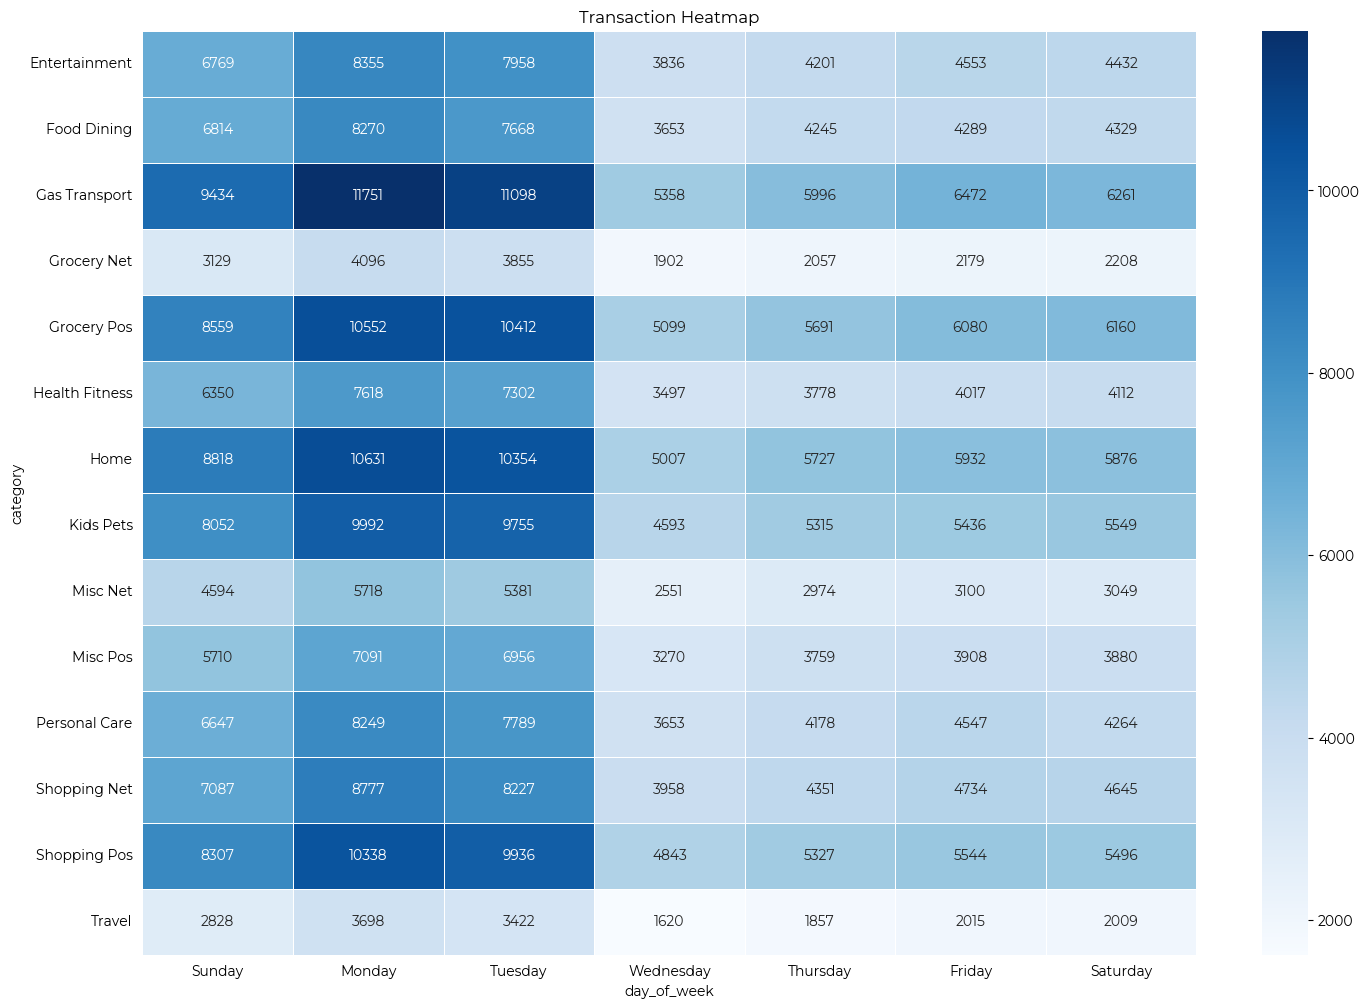 Transaction Heatmap
Entertainment 6769 8355 7958 3836 4201 4553 4432
Food Dining 6814 8270 7668 3653 4245 4289 4329
Gas Transport 9434 11751 11098 5358 5996 6472 6261
10000
Grocery Net 3129 4096 3855 1902 2057 2179 2208
Grocery Pos 8559 10552 10412 5099 5691 6080 6160
8000
Health Fitness 6350 7618 7302 3497 3778 4017 4112
Home 8818 10631 10354 5007 5727 5932 5876
category
Kids Pets 8052 9992 9755 4593 5315 5436 5549
6000
Misc Net 4594 5718 5381 2551 2974 3100 3049
Misc Pos 5710 7091 6956 3270 3759 3908 3880
Personal Care 6647 8249 7789 3653 4178 4547 4264
4000
Shopping Net 7087 8777 8227 3958 4351 4734 4645
Shopping Pos 8307 10338 9936 4843 5327 5544 5496
Travel 2828 3698 3422 1620 1857 2015 2009
2000
Sunday Monday Tuesday Wednesday Thursday Friday Saturday
day_of_week